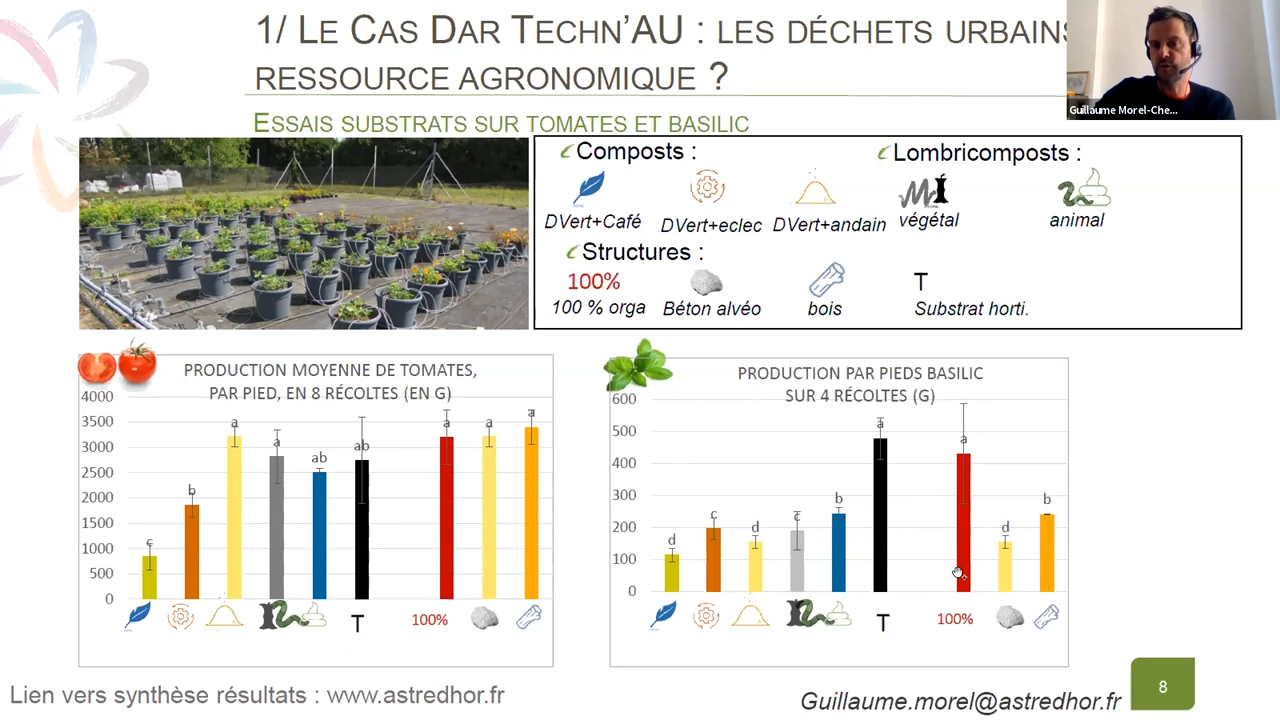 1/ LE CAS DAR TECHN'AU : LES DÉCHETS URBAINS
RESSOURCE AGRONOMIQUE ?
Guillaume Morel-Che...
ESSAIS SUBSTRATS SUR TOMATES ET BASILIC
Composts :
Lombricomposts :
DVert+Café
DVert+eclec
DVert+andain
végétal
animal
Structures :
100%
T
100 % orga
Béton alvéo
bois
Substrat horti.
PRODUCTION MOYENNE DE TOMATES,
PAR PIED, EN 8 RÉCOLTES (EN G)
4000
3500
3000
2500
2000
1500
1000
500
0
c
b
a
a
ab
ab
a
a
a
T
100%
PRODUCTION PAR PIEDS BASILIC
SUR 4 RÉCOLTES (G)
600
500
400
300
200
100
0
d
c
d
c
b
a
a
d
b
T
100%
Lien vers synthèse résultats : www.astredhor.fr
Guillaume.morel@astredhor.fr
8